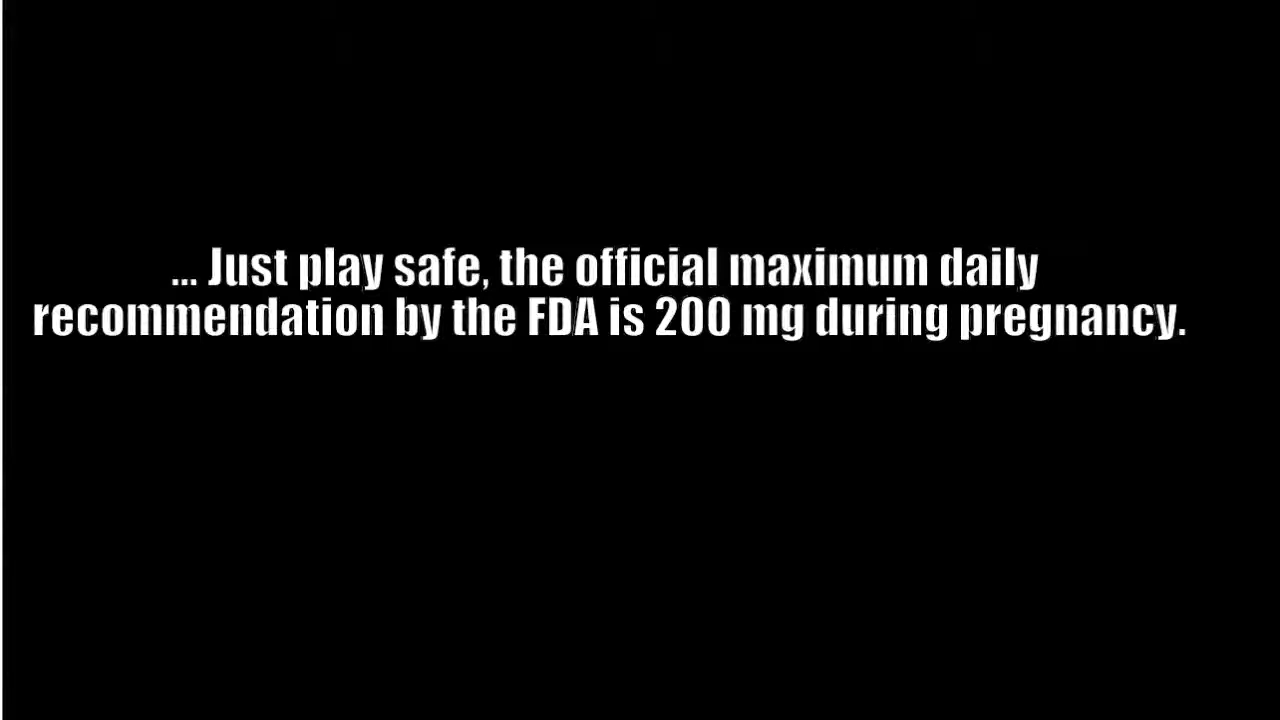 ... Just play safe, the official maximum daily
recommendation by the FDA is 200 mg during pregnancy.